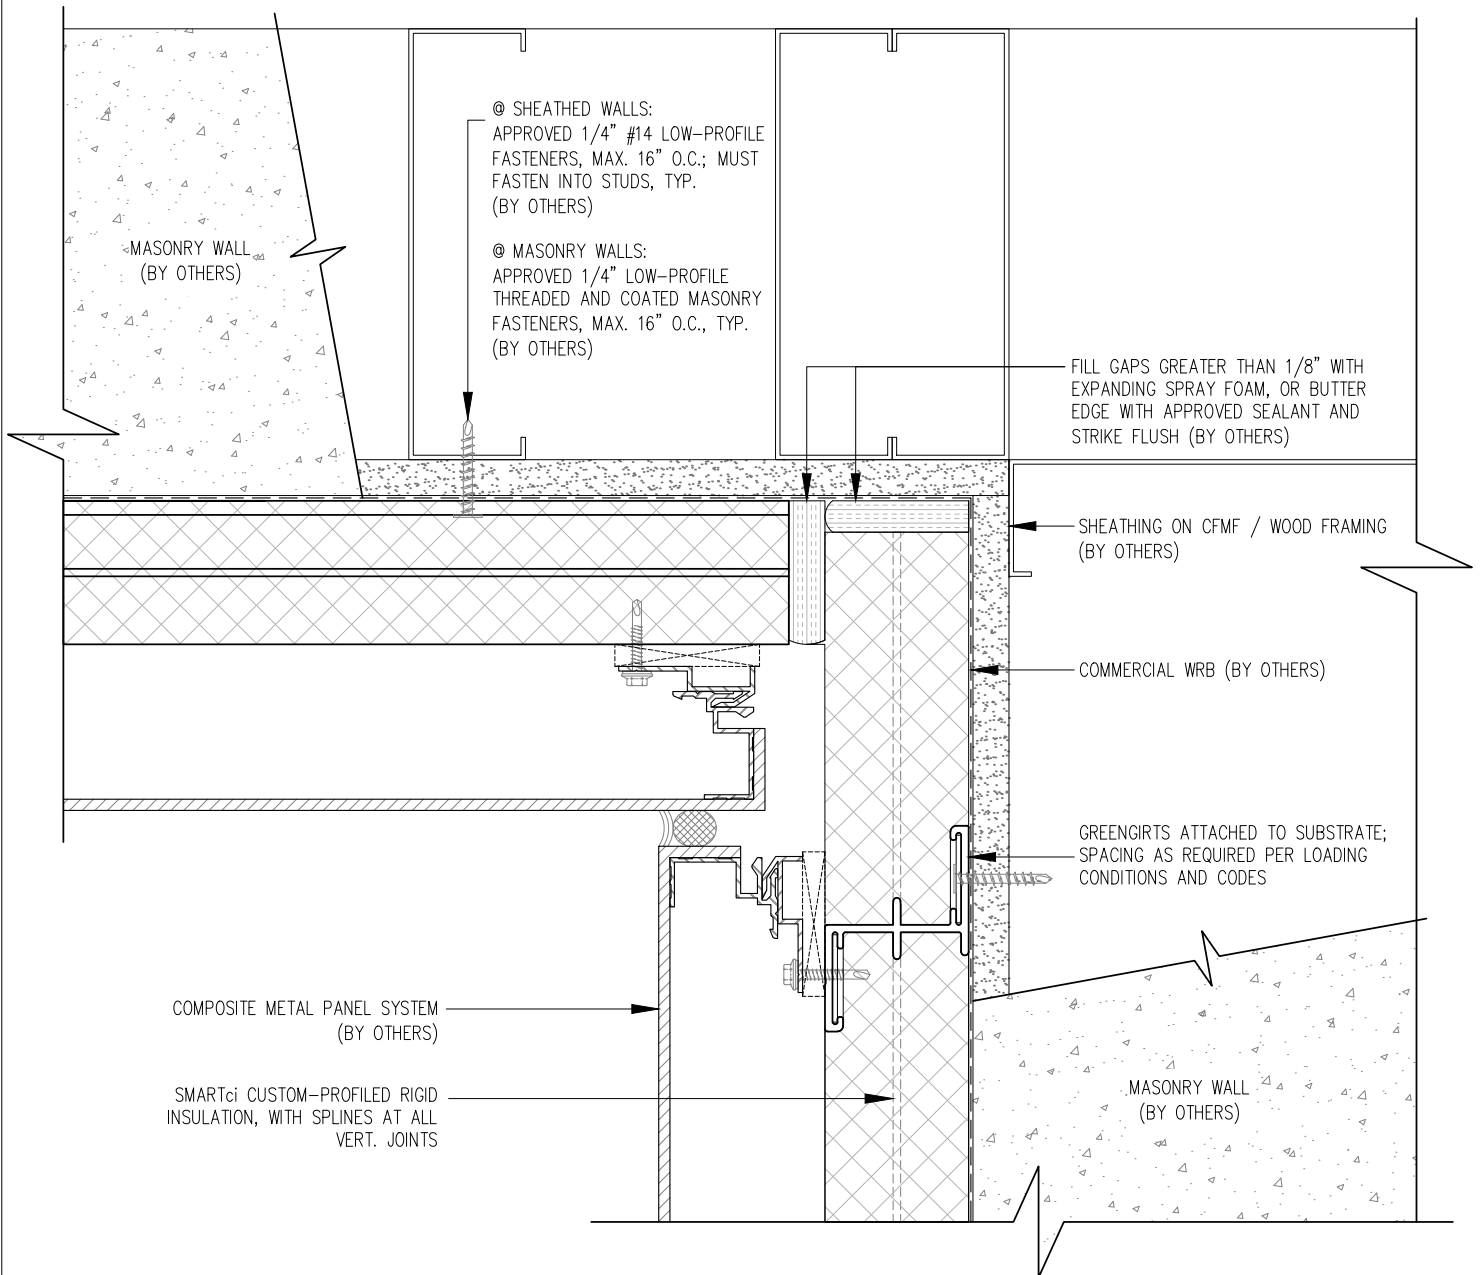 @ SHEATHED WALLS:
APPROVED 1/4" #14 LOW-PROFILE
FASTENERS, MAX. 16" O.C.; MUST
FASTEN INTO STUDS, TYP.
(BY OTHERS)
@ MASONRY WALLS:
APPROVED 1/4" LOW-PROFILE
THREADED AND COATED MASONRY
FASTENERS, MAX. 16" O.C., TYP.
(BY OTHERS)
MASONRY WALL
(BY OTHERS)
FILL GAPS GREATER THAN 1/8" WITH
EXPANDING SPRAY FOAM, OR BUTTER
EDGE WITH APPROVED SEALANT AND
STRIKE FLUSH (BY OTHERS)
SHEATHING ON CFMF / WOOD FRAMING
(BY OTHERS)
COMMERCIAL WRB (BY OTHERS)
GREENGIRTS ATTACHED TO SUBSTRATE;
SPACING AS REQUIRED PER LOADING
CONDITIONS AND CODES
COMPOSITE METAL PANEL SYSTEM
(BY OTHERS)
SMARTci CUSTOM-PROFILED RIGID
INSULATION, WITH SPLINES AT ALL
VERT. JOINTS
MASONRY WALL
(BY OTHERS)